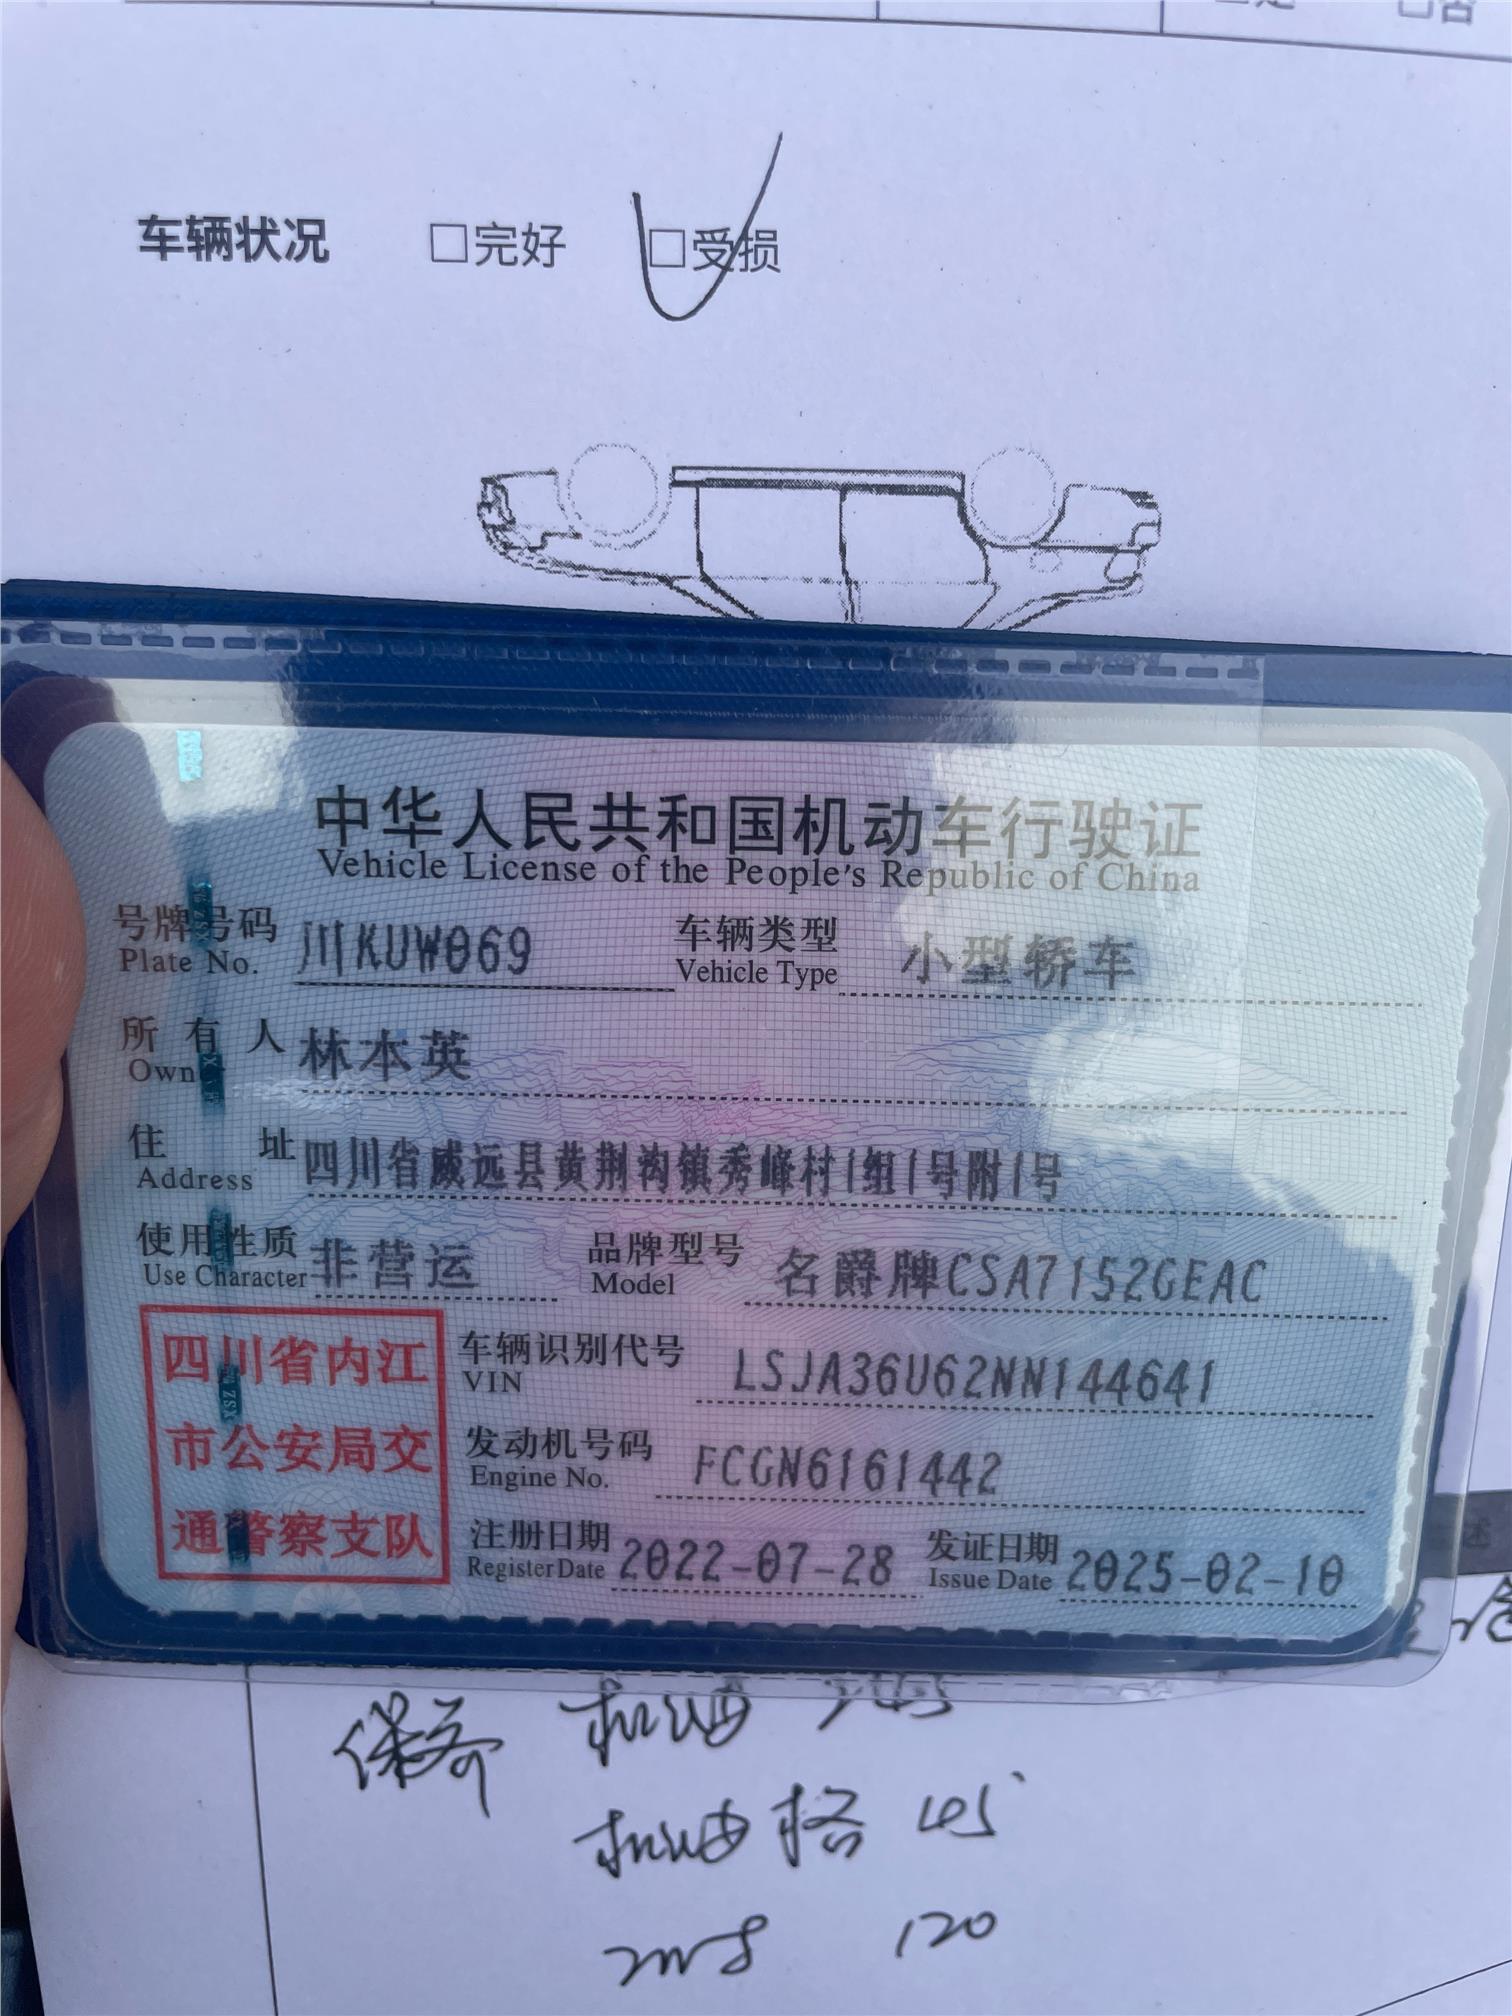 车辆状况 □完好 □受损
中华人民共和国机动车行驶证
Vehicle License of the People's Republic of China
号牌号码 川KUW069 车辆类型 小型轿车
Plate No. Vehicle Type
所有人 林本英
Owner
住址 四川省威远县黄荆沟镇秀峰村1组1号附1号
Address
使用性质 非营运 品牌型号 名爵牌CSA7152GEAC
Use Character Model
四川省内江
市公安局交
通警察支队
车辆识别代号 LSJA36U62NN144641
VIN
发动机号码 FCGN6161442
Engine No.
注册日期 2022-07-28 发证日期 2025-02-10
Register Date Issue Date
保养 机油
机油格 45
120